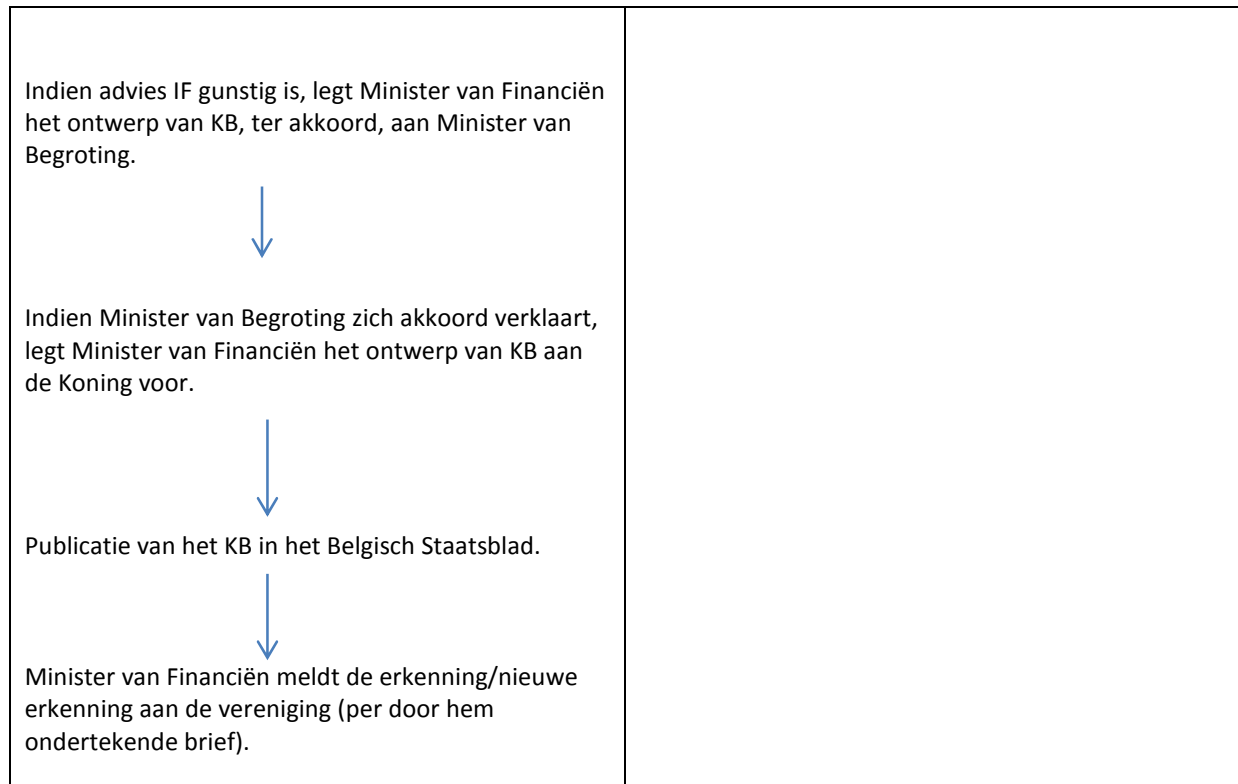 Indien advies IF gunstig is, legt Minister van Financiën
het ontwerp van KB, ter akkoord, aan Minister van
Begroting.
Indien Minister van Begroting zich akkoord verklaart,
legt Minister van Financiën het ontwerp van KB aan
de Koning voor.
Publicatie van het KB in het Belgisch Staatsblad.
Minister van Financiën meldt de erkenning/nieuwe
erkenning aan de vereniging (per door hem
ondertekende brief).